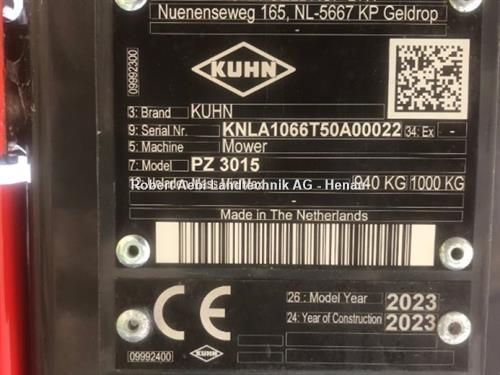 Nuenenseweg 165, NL-5667 KP Geldrop
09992300
KUHN
3: Brand KUHN
9: Serial Nr. KNLA1066T50A00022 34: Ex -
5: Machine Mower
7: Model PZ 3015
Robert Aebi Landtechnik AG - Henau
940 KG 1000 KG
Made in The Netherlands
CE
26: Model Year 2023
24: Year of Construction 2023
09992400 KUHN